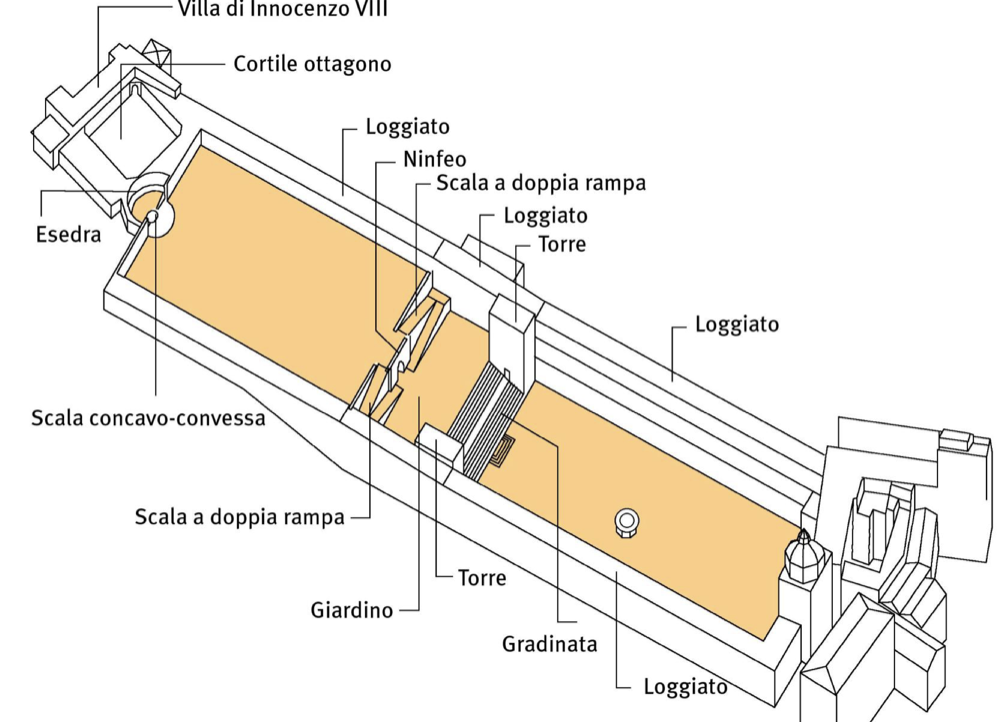 Villa di Innocenzo VIII
Cortile ottagono
Loggiato
Ninfeo
Scala a doppia rampa
Loggiato
Torre
Esedra
Loggiato
Scala concavo-convessa
Scala a doppia rampa
Torre
Giardino
Gradinata
Loggiato